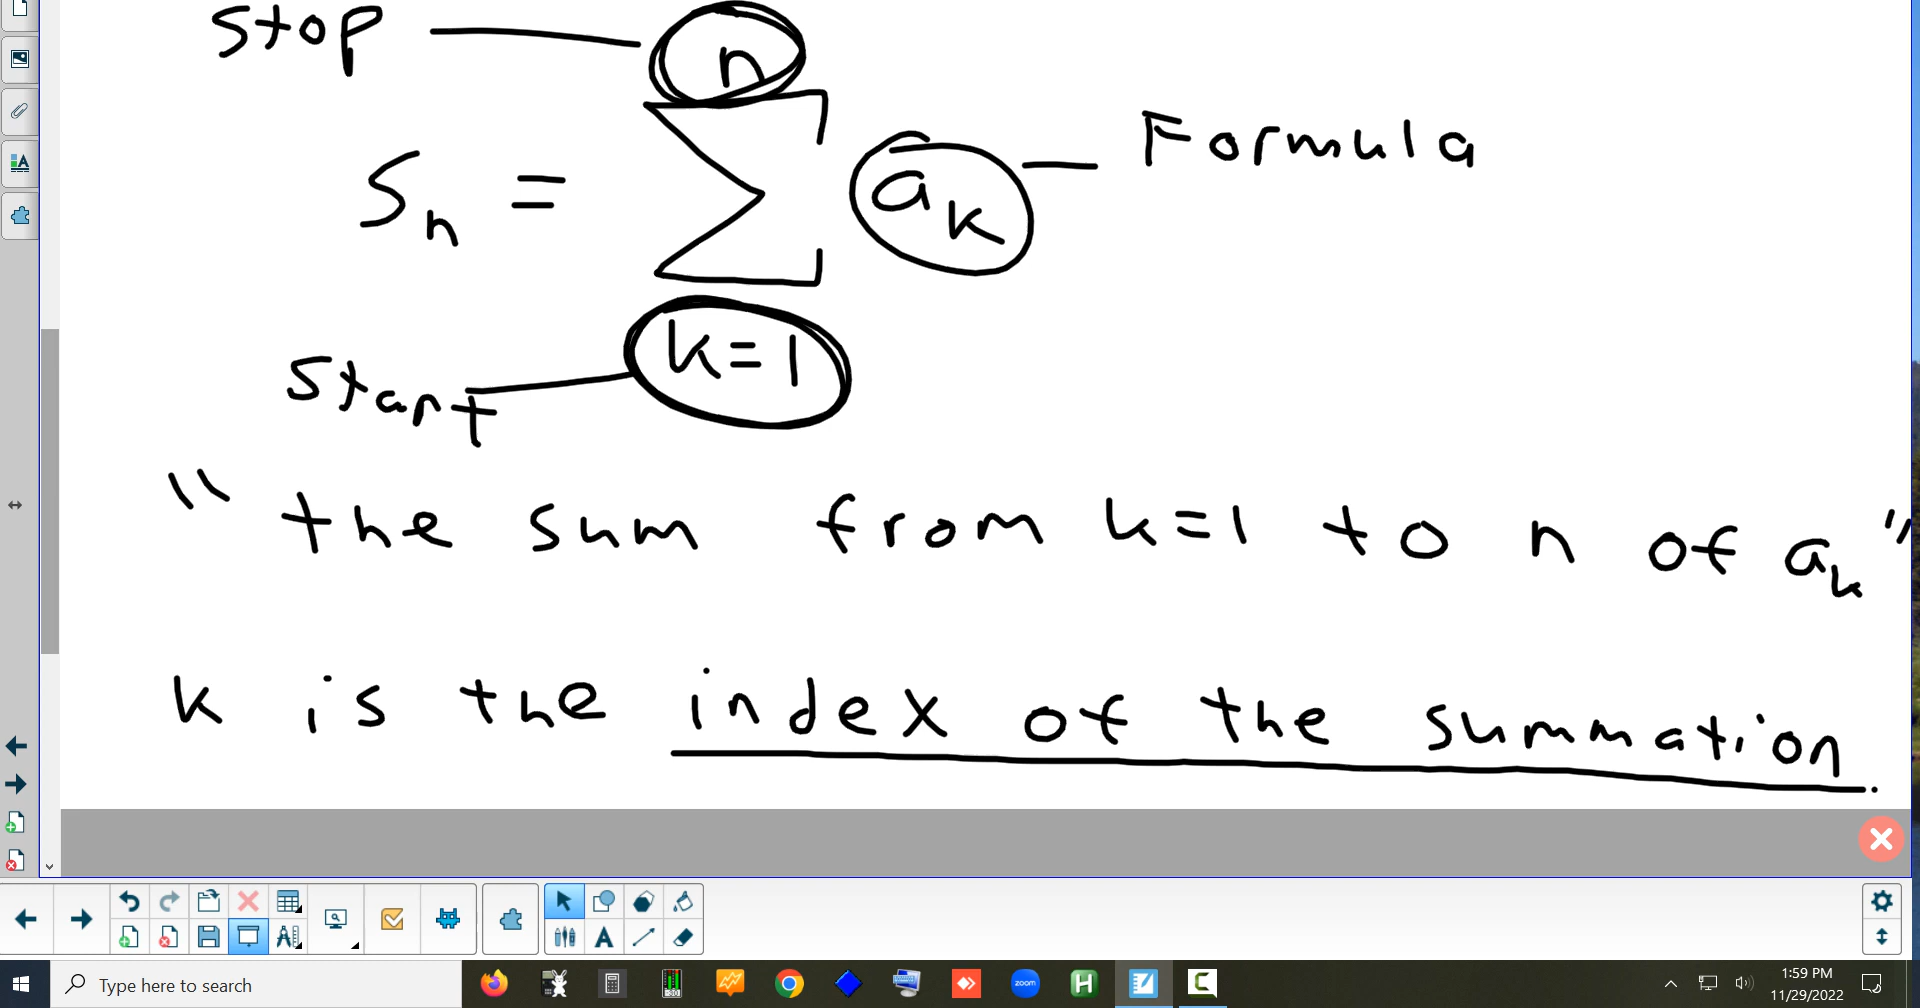 stop
n
Sn = Σ ak — Formula
k=1
start
" the sum from k=1 to n of ak "
k is the index of the summation.
Type here to search
zoom
H
1:59 PM
11/29/2022